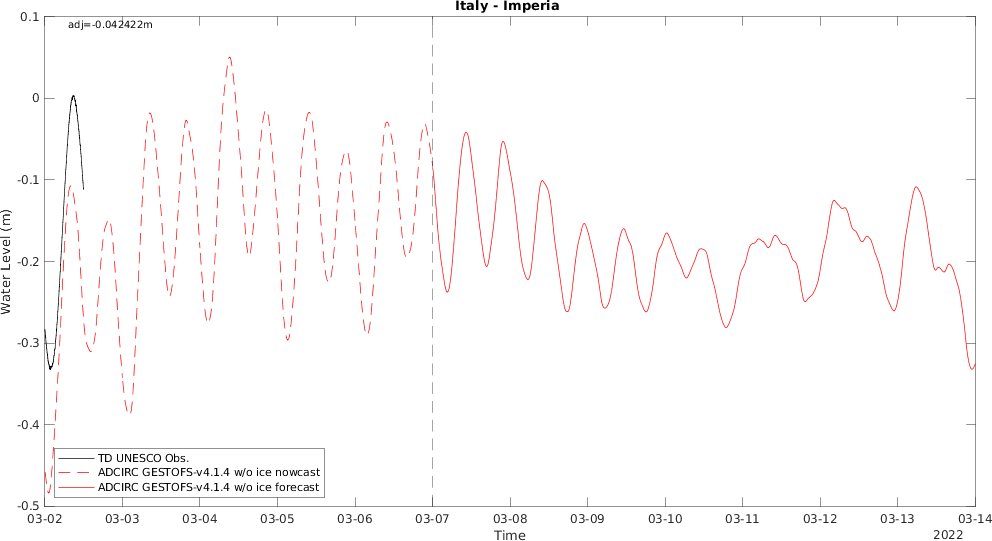 Italy - Imperia
adj=-0.042422m
0.1
0
-0.1
-0.2
-0.3
-0.4
-0.5
Water Level (m)
TD UNESCO Obs.
ADCIRC GESTOFS-v4.1.4 w/o ice nowcast
ADCIRC GESTOFS-v4.1.4 w/o ice forecast
03-02 03-03 03-04 03-05 03-06 03-07 03-08 03-09 03-10 03-11 03-12 03-13 03-14
Time
2022